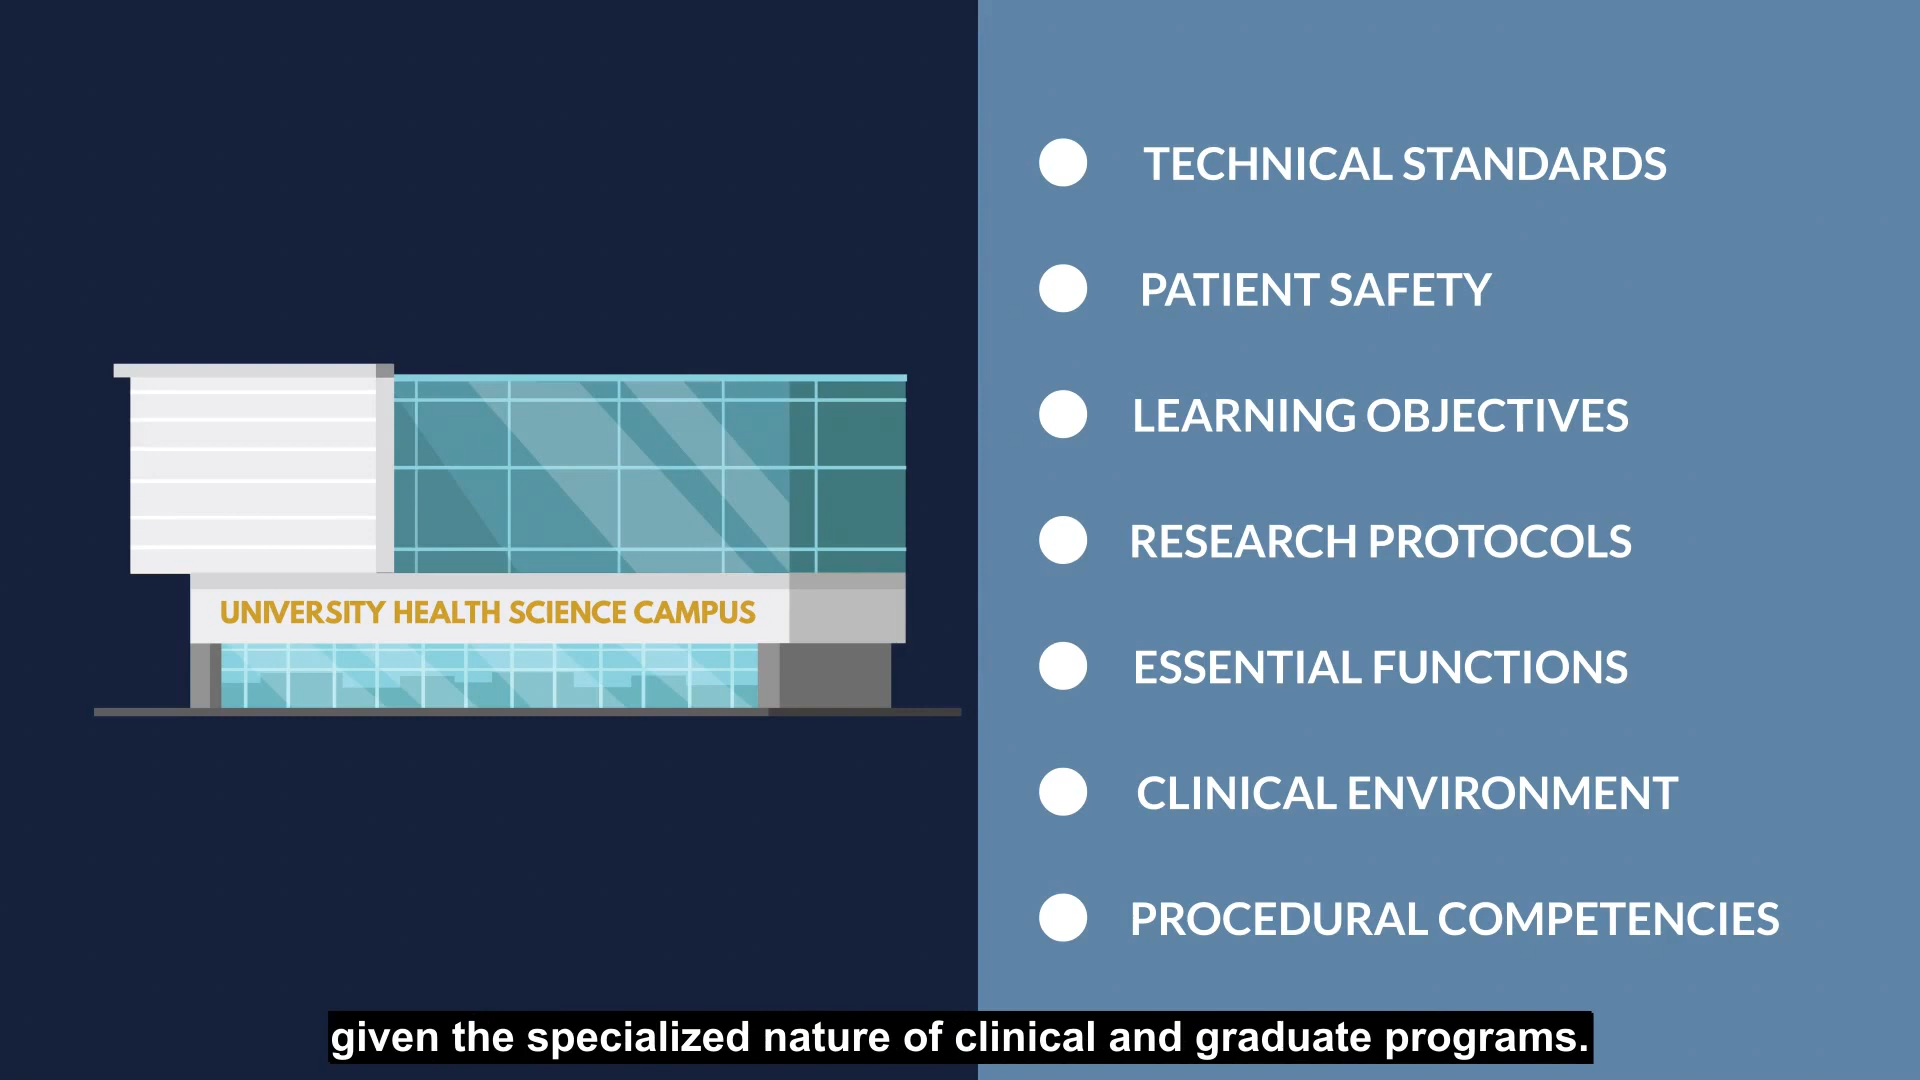 UNIVERSITY HEALTH SCIENCE CAMPUS
TECHNICAL STANDARDS
PATIENT SAFETY
LEARNING OBJECTIVES
RESEARCH PROTOCOLS
ESSENTIAL FUNCTIONS
CLINICAL ENVIRONMENT
PROCEDURAL COMPETENCIES
given the specialized nature of clinical and graduate programs.